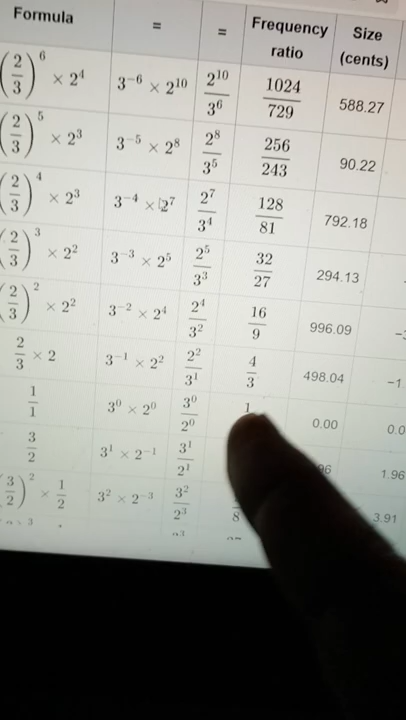 Formula = = Frequency ratio Size (cents)
(2/3)^6 × 2^4 3^−6 × 2^10 2^10/3^6 1024/729 588.27
(2/3)^5 × 2^3 3^−5 × 2^8 2^8/3^5 256/243 90.22
(2/3)^4 × 2^3 3^−4 × 2^7 2^7/3^4 128/81 792.18
(2/3)^3 × 2^2 3^−3 × 2^5 2^5/3^3 32/27 294.13
(2/3)^2 × 2^2 3^−2 × 2^4 2^4/3^2 16/9 996.09
2/3 × 2 3^−1 × 2^2 2^2/3^1 4/3 498.04 −1.
1/1 3^0 × 2^0 3^0/2^0 1 0.00 0.0
3/2 3^1 × 2^−1 3^1/2^1 96 1.96
(3/2)^2 × 1/2 3^2 × 2^−3 3^2/2^3 8 3.91